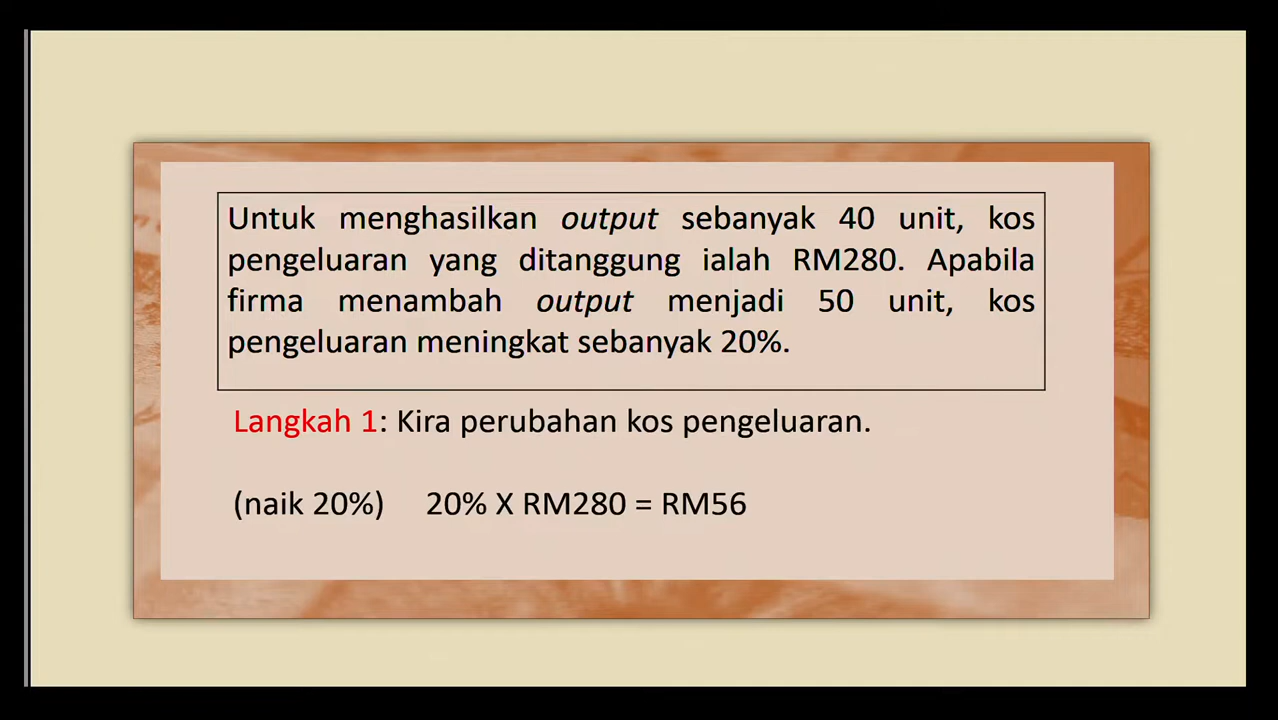 Untuk menghasilkan output sebanyak 40 unit, kos
pengeluaran yang ditanggung ialah RM280. Apabila
firma menambah output menjadi 50 unit, kos
pengeluaran meningkat sebanyak 20%.
Langkah 1: Kira perubahan kos pengeluaran.
(naik 20%) 20% X RM280 = RM56